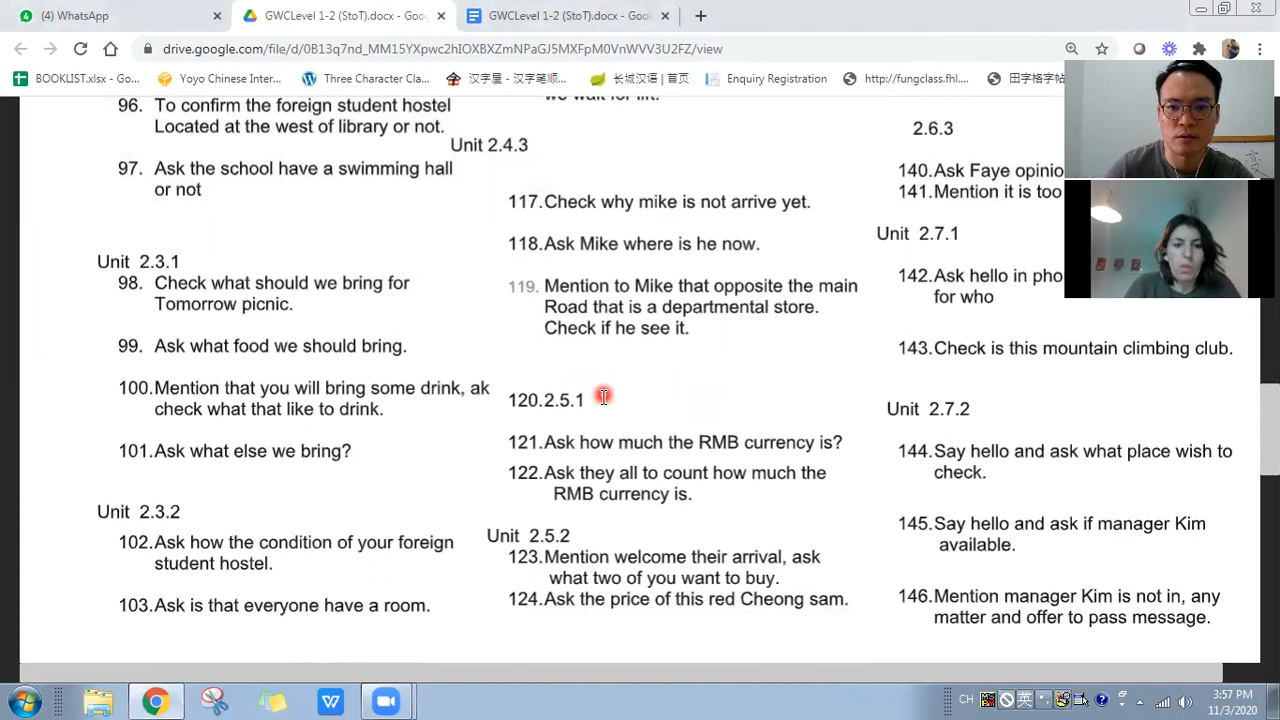 (4) WhatsApp
GWCLevel 1-2 (StoT).docx - Goog
GWCLevel 1-2 (StoT).docx - Goog
drive.google.com/file/d/0B13q7nd_MM15YXpwc2hIOXBXZmNPaGJ5MXFpM0VnWVV3U2FZ/view
BOOKLIST.xlsx - Go...
Yoyo Chinese Inter...
Three Character Cla...
汉字屋 - 汉字笔顺...
长城汉语 | 首页
Enquiry Registration
http://fungclass.fhl...
田字格字帖
96. To confirm the foreign student hostel
Located at the west of library or not.
97. Ask the school have a swimming hall
or not
Unit 2.3.1
98. Check what should we bring for
Tomorrow picnic.
99. Ask what food we should bring.
100.Mention that you will bring some drink, ak
check what that like to drink.
101.Ask what else we bring?
Unit 2.3.2
102.Ask how the condition of your foreign
student hostel.
103.Ask is that everyone have a room.
we wait for lift.
Unit 2.4.3
117.Check why mike is not arrive yet.
118.Ask Mike where is he now.
119. Mention to Mike that opposite the main
Road that is a departmental store.
Check if he see it.
120.2.5.1
121.Ask how much the RMB currency is?
122.Ask they all to count how much the
RMB currency is.
Unit 2.5.2
123.Mention welcome their arrival, ask
what two of you want to buy.
124.Ask the price of this red Cheong sam.
2.6.3
140.Ask Faye opinio
141.Mention it is too
Unit 2.7.1
142.Ask hello in pho
for who
143.Check is this mountain climbing club.
Unit 2.7.2
144.Say hello and ask what place wish to
check.
145.Say hello and ask if manager Kim
available.
146.Mention manager Kim is not in, any
matter and offer to pass message.
CH
英
3:57 PM
11/3/2020